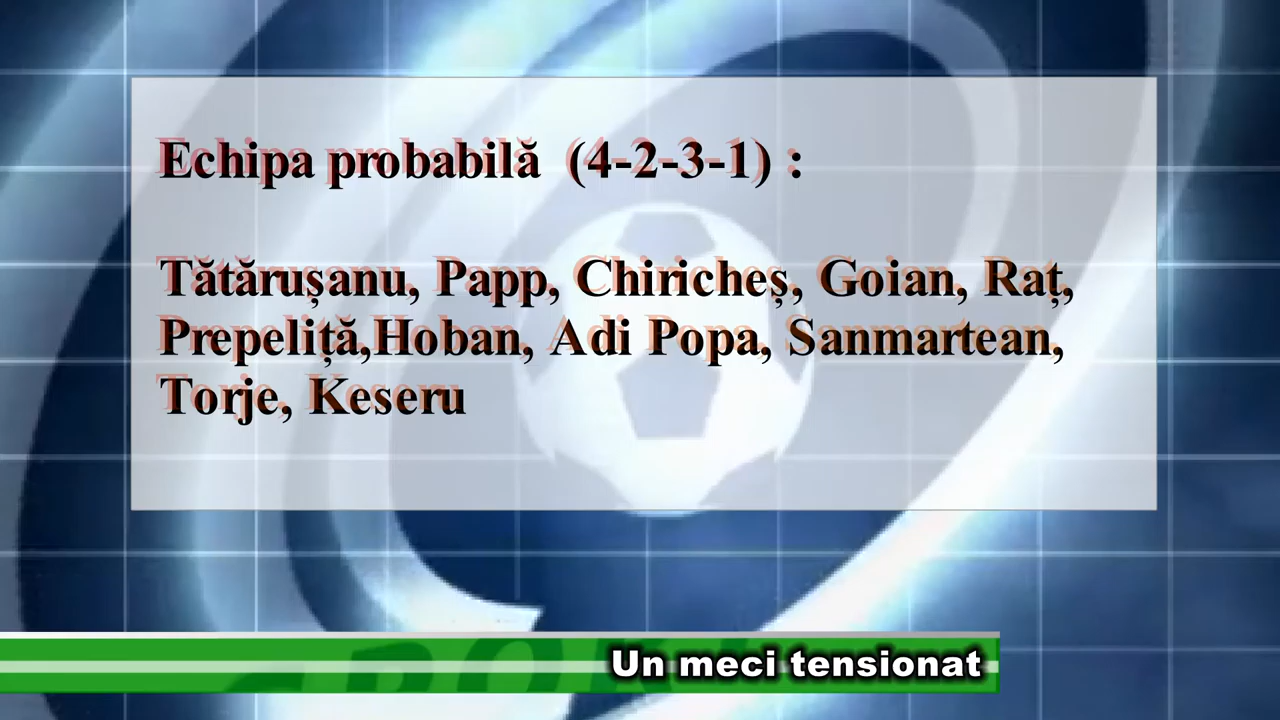 Echipa probabilă (4-2-3-1) :
Tătărușanu, Papp, Chiricheș, Goian, Raț,
Prepeliță,Hoban, Adi Popa, Sanmartean,
Torje, Keseru
SPORT
Un meci tensionat